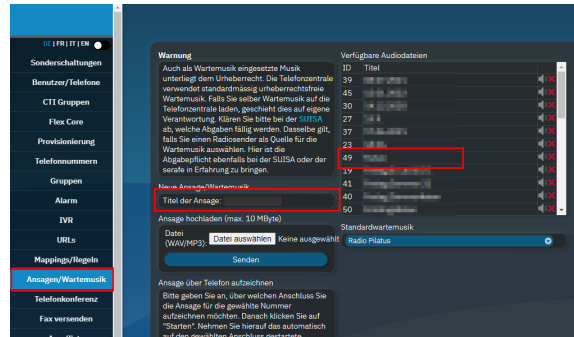 DE | FR | IT | EN
Sonderschaltungen
Benutzer/Telefone
CTI Gruppen
Flex Core
Provisionierung
Telefonnummern
Gruppen
Alarm
IVR
URLs
Mappings/Regeln
Ansagen/Wartemusik
Telefonkonferenz
Fax versenden
Warnung
Auch als Wartemusik eingesetzte Musik
unterliegt dem Urheberrecht. Die Telefonzentrale
verwendet standardmässig urheberrechtsfreie
Wartemusik. Falls Sie selber Wartemusik auf die
Telefonzentrale laden, geschieht dies auf eigene
Verantwortung. Klären Sie bitte bei der SUISA
ab, welche Abgaben fällig werden. Dasselbe gilt,
falls Sie einen Radiosender als Quelle für die
Wartemusik auswählen. Hier ist die
Abgabepflicht ebenfalls bei der SUISA oder der
serafe in Erfahrung zu bringen.
Neue Ansage/Wartemusik
Titel der Ansage:
Ansage hochladen (max. 10 MByte)
Datei
(WAV/MP3): Datei auswählen Keine ausgewählt
Senden
Ansage über Telefon aufzeichnen
Bitte geben Sie an, über welchen Anschluss Sie
die Ansage für die gewählte Nummer
aufzeichnen möchten. Danach klicken Sie auf
"Starten". Nehmen Sie hierauf das automatisch
auf den gewählten Anschluss gestartete
Verfügbare Audiodateien
ID Titel
39
45
30
27
37
23
49
19
41
40
50
Standardwartemusik
Radio Pilatus